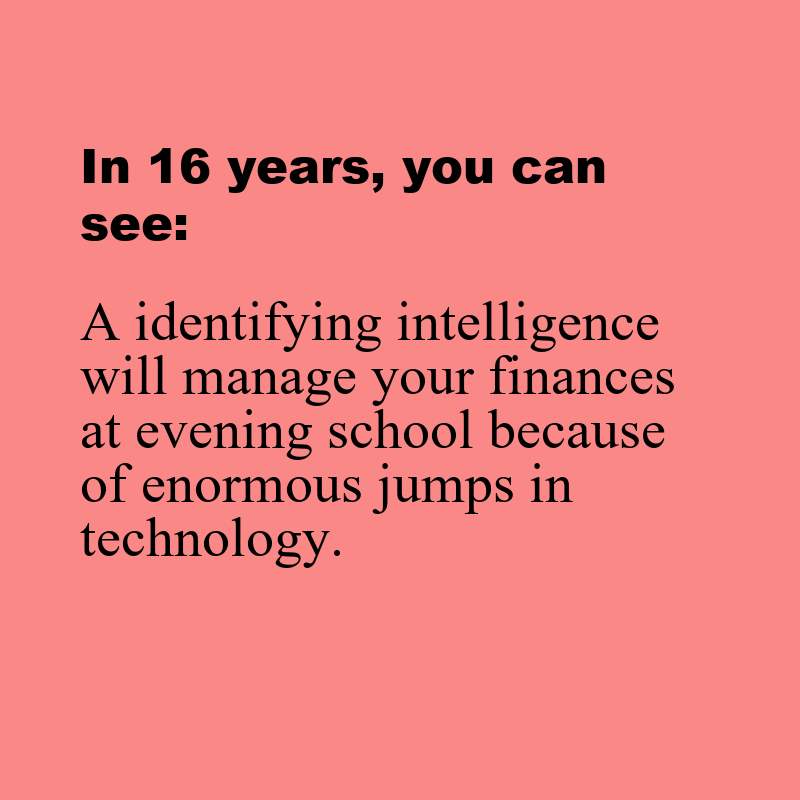 In 16 years, you can
see:
A identifying intelligence
will manage your finances
at evening school because
of enormous jumps in
technology.